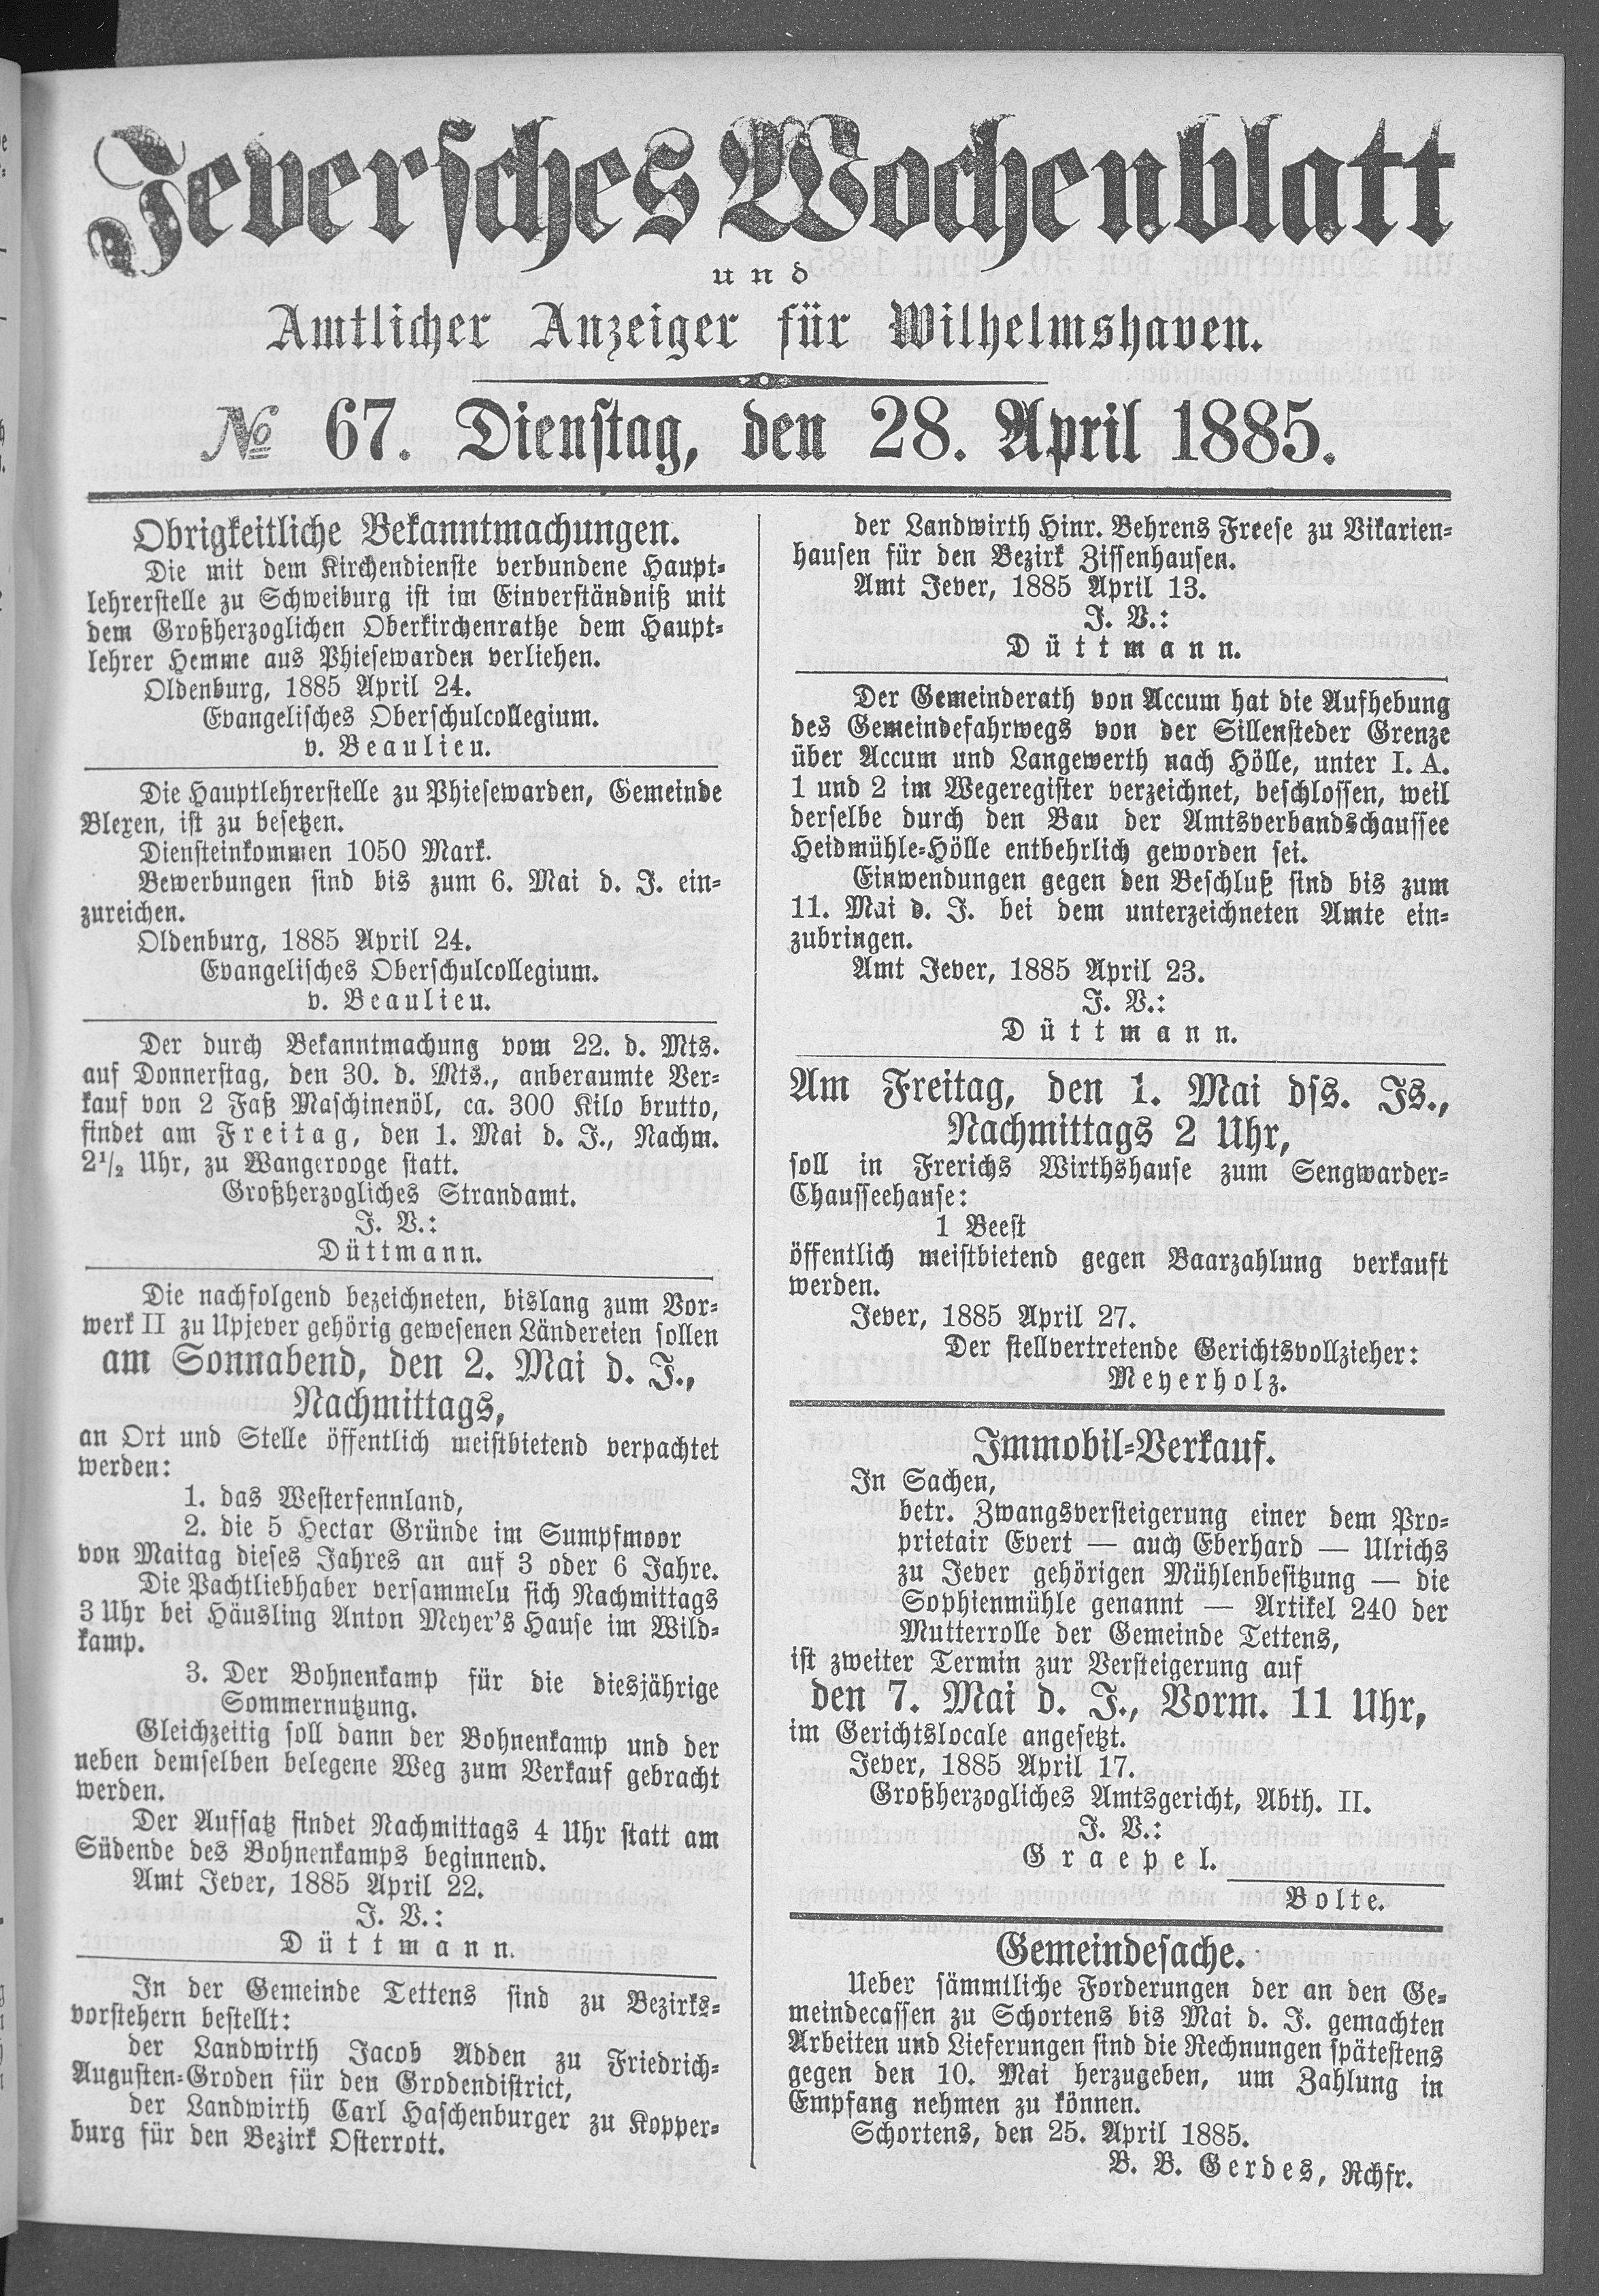 Jeversches Wochenblatt
und
Amtlicher Anzeiger für Wilhelmshaven.
№ 67. Dienstag, den 28. April 1885.
Obrigkeitliche Bekanntmachungen.
Die mit dem Kirchendienste verbundene Haupt-
lehrerstelle zu Schweiburg ist im Einverständniß mit
dem Großherzoglichen Oberkirchenrathe dem Haupt-
lehrer Hemme aus Phiesewarden verliehen.
Oldenburg, 1885 April 24.
Evangelisches Oberschulcollegium.
v. Beaulieu.
Die Hauptlehrerstelle zu Phiesewarden, Gemeinde
Blexen, ist zu besetzen.
Diensteinkommen 1050 Mark.
Bewerbungen sind bis zum 6. Mai d. J. ein-
zureichen.
Oldenburg, 1885 April 24.
Evangelisches Oberschulcollegium.
v. Beaulieu.
Der durch Bekanntmachung vom 22. d. Mts.
auf Donnerstag, den 30. d. Mts., anberaumte Ver-
kauf von 2 Faß Maschinenöl, ca. 300 Kilo brutto,
findet am Freitag, den 1. Mai d. J., Nachm.
2½ Uhr, zu Wangerooge statt.
Großherzogliches Strandamt.
J. V.:
Düttmann.
Die nachfolgend bezeichneten, bislang zum Vor-
werk II zu Upjever gehörig gewesenen Ländereien sollen
am Sonnabend, den 2. Mai d. J.,
Nachmittags,
an Ort und Stelle öffentlich meistbietend verpachtet
werden:
1. das Westerfennland,
2. die 5 Hectar Gründe im Sumpfmoor
von Maitag dieses Jahres an auf 3 oder 6 Jahre.
Die Pachtliebhaber versammelu sich Nachmittags
3 Uhr bei Häusling Anton Meyer's Hause im Wild-
kamp.
3. Der Bohnenkamp für die diesjährige
Sommernutzung.
Gleichzeitig soll dann der Bohnenkamp und der
neben demselben belegene Weg zum Verkauf gebracht
werden.
Der Aufsatz findet Nachmittags 4 Uhr statt am
Südende des Bohnenkamps beginnend.
Amt Jever, 1885 April 22.
J. V.:
Düttmann.
In der Gemeinde Tettens sind zu Bezirks-
vorstehern bestellt:
der Landwirth Jacob Adden zu Friedrich-
Augusten-Groden für den Grodendistrict,
der Landwirth Carl Haschenburger zu Kopper-
burg für den Bezirk Osterrott.
der Landwirth Hinr. Behrens Freese zu Vikarien-
hausen für den Bezirk Zissenhausen.
Amt Jever, 1885 April 13.
J. V.:
Düttmann.
Der Gemeinderath von Accum hat die Aufhebung
des Gemeindefahrwegs von der Sillensteder Grenze
über Accum und Langewerth nach Hölle, unter I. A.
1 und 2 im Wegeregister verzeichnet, beschlossen, weil
derselbe durch den Bau der Amtsverbandschaussee
Heidmühle-Hölle entbehrlich geworden sei.
Einwendungen gegen den Beschluß sind bis zum
11. Mai d. J. bei dem unterzeichneten Amte ein-
zubringen.
Amt Jever, 1885 April 23.
J. V.:
Düttmann.
Am Freitag, den 1. Mai dss. Js.,
Nachmittags 2 Uhr,
soll in Frerichs Wirthshause zum Sengwarder-
Chausseehause:
1 Beest
öffentlich meistbietend gegen Baarzahlung verkauft
werden.
Jever, 1885 April 27.
Der stellvertretende Gerichtsvollzieher:
Meyerholz.
Immobil-Verkauf.
In Sachen,
betr. Zwangsversteigerung einer dem Pro-
prietair Evert — auch Eberhard — Ulrichs
zu Jever gehörigen Mühlenbesitzung — die
Sophienmühle genannt — Artikel 240 der
Mutterrolle der Gemeinde Tettens,
ist zweiter Termin zur Versteigerung auf
den 7. Mai d. J., Vorm. 11 Uhr,
im Gerichtslocale angesetzt.
Jever, 1885 April 17.
Großherzogliches Amtsgericht, Abth. II.
J. V.:
Graepel.
Bolte.
Gemeindesache.
Ueber sämmtliche Forderungen der an den Ge-
meindecassen zu Schortens bis Mai d. J. gemachten
Arbeiten und Lieferungen sind die Rechnungen spätestens
gegen den 10. Mai herzugeben, um Zahlung in
Empfang nehmen zu können.
Schortens, den 25. April 1885.
B. B. Gerdes, Rchfr.